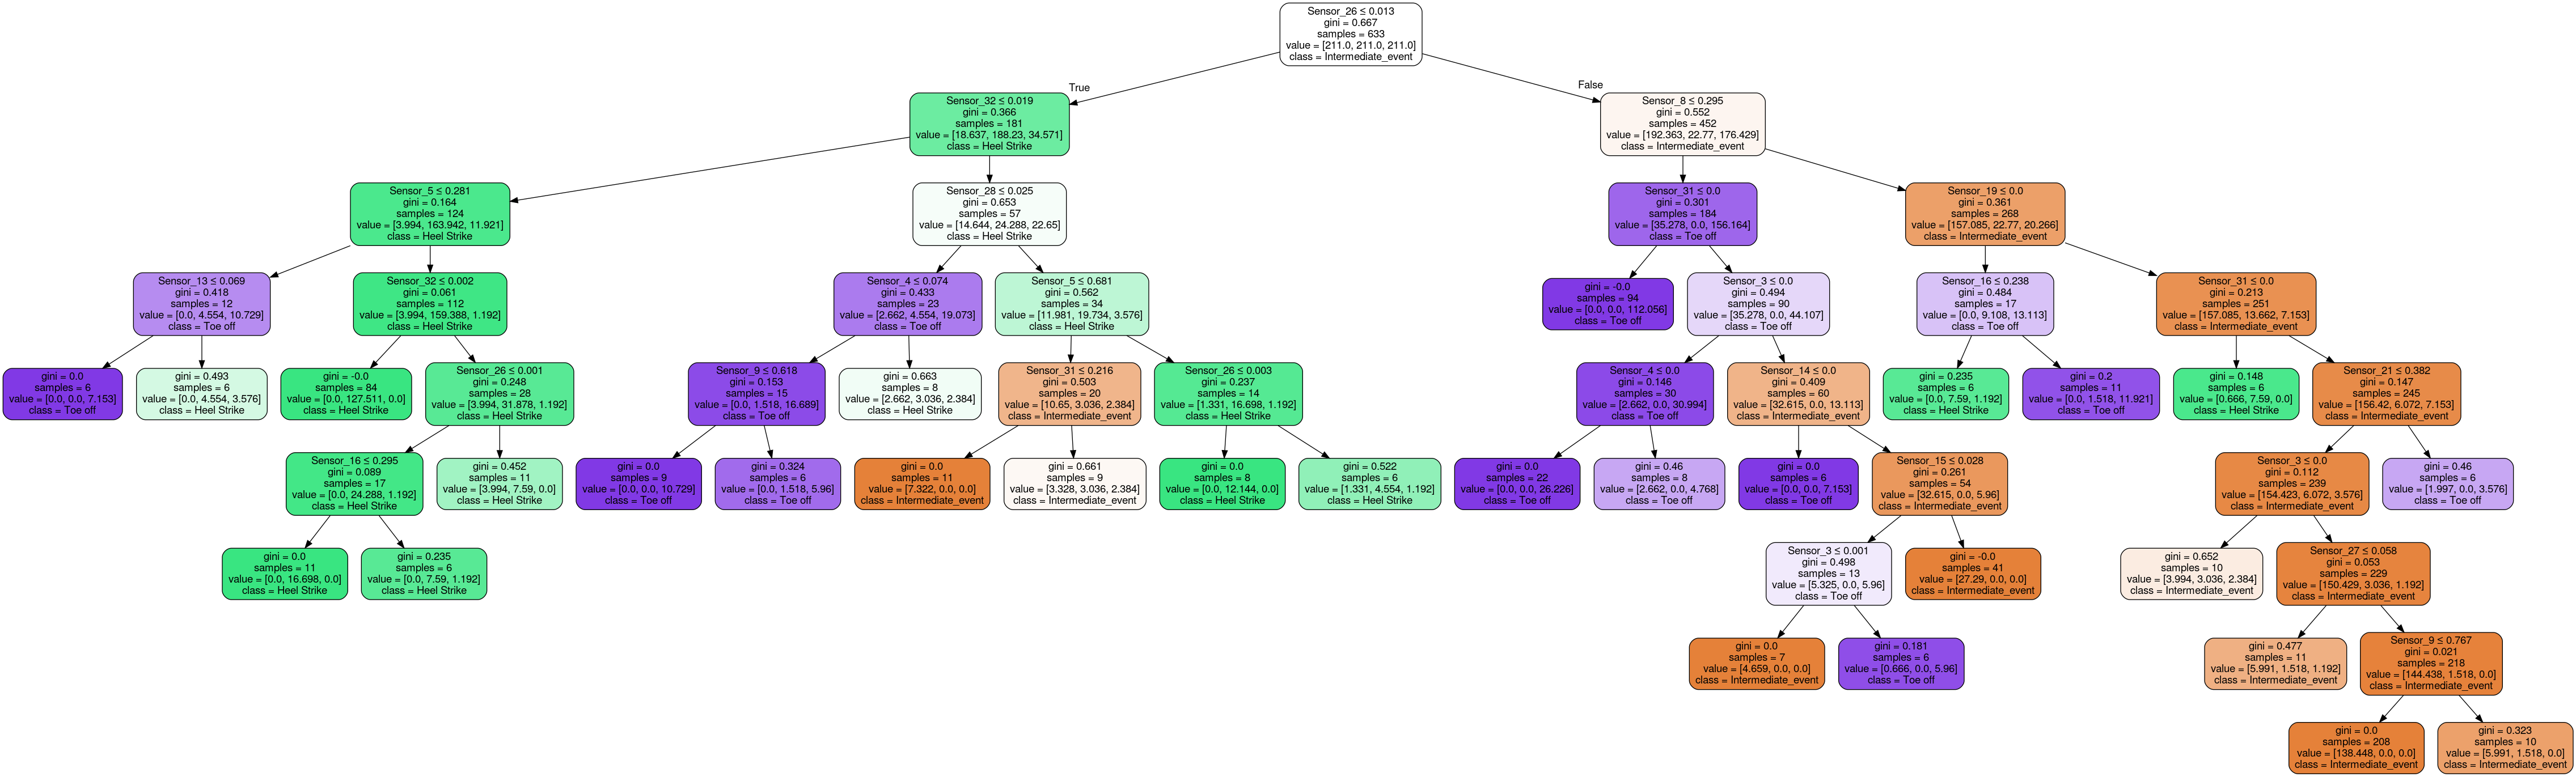 Sensor_26 ≤ 0.013
gini = 0.667
samples = 633
value = [211.0, 211.0, 211.0]
class = Intermediate_event
True
False
Sensor_32 ≤ 0.019
gini = 0.366
samples = 181
value = [18.637, 188.23, 34.571]
class = Heel Strike
Sensor_8 ≤ 0.295
gini = 0.552
samples = 452
value = [192.363, 22.77, 176.429]
class = Intermediate_event
Sensor_5 ≤ 0.281
gini = 0.164
samples = 124
value = [3.994, 163.942, 11.921]
class = Heel Strike
Sensor_28 ≤ 0.025
gini = 0.653
samples = 57
value = [14.644, 24.288, 22.65]
class = Heel Strike
Sensor_31 ≤ 0.0
gini = 0.301
samples = 184
value = [35.278, 0.0, 156.164]
class = Toe off
Sensor_19 ≤ 0.0
gini = 0.361
samples = 268
value = [157.085, 22.77, 20.266]
class = Intermediate_event
Sensor_13 ≤ 0.069
gini = 0.418
samples = 12
value = [0.0, 4.554, 10.729]
class = Toe off
Sensor_32 ≤ 0.002
gini = 0.061
samples = 112
value = [3.994, 159.388, 1.192]
class = Heel Strike
Sensor_4 ≤ 0.074
gini = 0.433
samples = 23
value = [2.662, 4.554, 19.073]
class = Toe off
Sensor_5 ≤ 0.681
gini = 0.562
samples = 34
value = [11.981, 19.734, 3.576]
class = Heel Strike
gini = -0.0
samples = 94
value = [0.0, 0.0, 112.056]
class = Toe off
Sensor_3 ≤ 0.0
gini = 0.494
samples = 90
value = [35.278, 0.0, 44.107]
class = Toe off
Sensor_16 ≤ 0.238
gini = 0.484
samples = 17
value = [0.0, 9.108, 13.113]
class = Toe off
Sensor_31 ≤ 0.0
gini = 0.213
samples = 251
value = [157.085, 13.662, 7.153]
class = Intermediate_event
gini = 0.0
samples = 6
value = [0.0, 0.0, 7.153]
class = Toe off
gini = 0.493
samples = 6
value = [0.0, 4.554, 3.576]
class = Heel Strike
gini = -0.0
samples = 84
value = [0.0, 127.511, 0.0]
class = Heel Strike
Sensor_26 ≤ 0.001
gini = 0.248
samples = 28
value = [3.994, 31.878, 1.192]
class = Heel Strike
Sensor_9 ≤ 0.618
gini = 0.153
samples = 15
value = [0.0, 1.518, 16.689]
class = Toe off
gini = 0.663
samples = 8
value = [2.662, 3.036, 2.384]
class = Heel Strike
Sensor_31 ≤ 0.216
gini = 0.503
samples = 20
value = [10.65, 3.036, 2.384]
class = Intermediate_event
Sensor_26 ≤ 0.003
gini = 0.237
samples = 14
value = [1.331, 16.698, 1.192]
class = Heel Strike
Sensor_4 ≤ 0.0
gini = 0.146
samples = 30
value = [2.662, 0.0, 30.994]
class = Toe off
Sensor_14 ≤ 0.0
gini = 0.409
samples = 60
value = [32.615, 0.0, 13.113]
class = Intermediate_event
gini = 0.235
samples = 6
value = [0.0, 7.59, 1.192]
class = Heel Strike
gini = 0.2
samples = 11
value = [0.0, 1.518, 11.921]
class = Toe off
gini = 0.148
samples = 6
value = [0.666, 7.59, 0.0]
class = Heel Strike
Sensor_21 ≤ 0.382
gini = 0.147
samples = 245
value = [156.42, 6.072, 7.153]
class = Intermediate_event
Sensor_16 ≤ 0.295
gini = 0.089
samples = 17
value = [0.0, 24.288, 1.192]
class = Heel Strike
gini = 0.452
samples = 11
value = [3.994, 7.59, 0.0]
class = Heel Strike
gini = 0.0
samples = 9
value = [0.0, 0.0, 10.729]
class = Toe off
gini = 0.324
samples = 6
value = [0.0, 1.518, 5.96]
class = Toe off
gini = 0.0
samples = 11
value = [7.322, 0.0, 0.0]
class = Intermediate_event
gini = 0.661
samples = 9
value = [3.328, 3.036, 2.384]
class = Intermediate_event
gini = 0.0
samples = 8
value = [0.0, 12.144, 0.0]
class = Heel Strike
gini = 0.522
samples = 6
value = [1.331, 4.554, 1.192]
class = Heel Strike
gini = 0.0
samples = 22
value = [0.0, 0.0, 26.226]
class = Toe off
gini = 0.46
samples = 8
value = [2.662, 0.0, 4.768]
class = Toe off
gini = 0.0
samples = 6
value = [0.0, 0.0, 7.153]
class = Toe off
Sensor_15 ≤ 0.028
gini = 0.261
samples = 54
value = [32.615, 0.0, 5.96]
class = Intermediate_event
Sensor_3 ≤ 0.0
gini = 0.112
samples = 239
value = [154.423, 6.072, 3.576]
class = Intermediate_event
gini = 0.46
samples = 6
value = [1.997, 0.0, 3.576]
class = Toe off
gini = 0.0
samples = 11
value = [0.0, 16.698, 0.0]
class = Heel Strike
gini = 0.235
samples = 6
value = [0.0, 7.59, 1.192]
class = Heel Strike
Sensor_3 ≤ 0.001
gini = 0.498
samples = 13
value = [5.325, 0.0, 5.96]
class = Toe off
gini = -0.0
samples = 41
value = [27.29, 0.0, 0.0]
class = Intermediate_event
gini = 0.652
samples = 10
value = [3.994, 3.036, 2.384]
class = Intermediate_event
Sensor_27 ≤ 0.058
gini = 0.053
samples = 229
value = [150.429, 3.036, 1.192]
class = Intermediate_event
gini = 0.0
samples = 7
value = [4.659, 0.0, 0.0]
class = Intermediate_event
gini = 0.181
samples = 6
value = [0.666, 0.0, 5.96]
class = Toe off
gini = 0.477
samples = 11
value = [5.991, 1.518, 1.192]
class = Intermediate_event
Sensor_9 ≤ 0.767
gini = 0.021
samples = 218
value = [144.438, 1.518, 0.0]
class = Intermediate_event
gini = 0.0
samples = 208
value = [138.448, 0.0, 0.0]
class = Intermediate_event
gini = 0.323
samples = 10
value = [5.991, 1.518, 0.0]
class = Intermediate_event